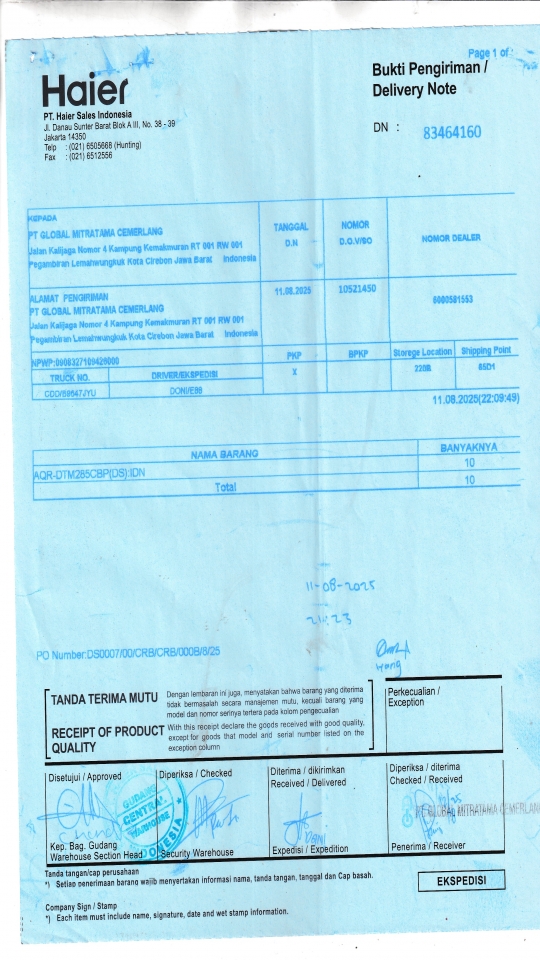 Page 1 of
Haier
Bukti Pengiriman /
Delivery Note
PT. Haier Sales Indonesia
Jl. Danau Sunter Barat Blok A III, No. 38 - 39
Jakarta 14350
Telp : (021) 6505668 (Hunting)
Fax : (021) 6512556
DN : 83464160
KEPADA
PT GLOBAL MITRATAMA CEMERLANG
Jalan Kalijaga Nomor 4 Kampung Kemakmuran RT 001 RW 001
Pegambiran Lemahwungkuk Kota Cirebon Jawa Barat Indonesia
TANGGAL
D.N
NOMOR
D.O.V/SO
NOMOR DEALER
ALAMAT PENGIRIMAN
PT GLOBAL MITRATAMA CEMERLANG
Jalan Kalijaga Nomor 4 Kampung Kemakmuran RT 001 RW 001
Pegambiran Lemahwungkuk Kota Cirebon Jawa Barat Indonesia
11.08.2025
10521450
6000581553
NPWP:0900327109426000
PKP
BPKP
Storege Location
Shipping Point
TRUCK NO.
DRIVER/EKSPEDISI
X
220B
85D1
DONI/E98
11.08.2025(22:09:49)
NAMA BARANG
BANYAKNYA
AQR-DTM285CBP(DS):IDN
10
Total
10
11-08-2025
21:23
PO Number:DS0007/00/CRB/CRB/000B/8/25
TANDA TERIMA MUTU
Dengan lembaran ini juga, menyatakan bahwa barang yang diterima
tidak bermasalah secara manajemen mutu, kecuali barang yang
model dan nomor serinya tertera pada kolom pengecualian
RECEIPT OF PRODUCT
QUALITY
With this receipt declare the goods received with good quality,
except for goods that model and serial number listed on the
exception column
Perkecualian /
Exception
Disetujui / Approved
Diperiksa / Checked
Diterima / dikirimkan
Received / Delivered
Diperiksa / diterima
Checked / Received
GUDANG
CENTRAL
WAREHOUSE
INDONESIA
PT. GLOBAL MITRATAMA CEMERLANG
Kep. Bag. Gudang
Warehouse Section Head
Security Warehouse
Expedisi / Expedition
Penerima / Receiver
Tanda tangan/cap perusahaan
*) Setiap penerimaan barang wajib menyertakan informasi nama, tanda tangan, tanggal dan Cap basah.
EKSPEDISI
Company Sign / Stamp
*) Each item must include name, signature, date and wet stamp information.